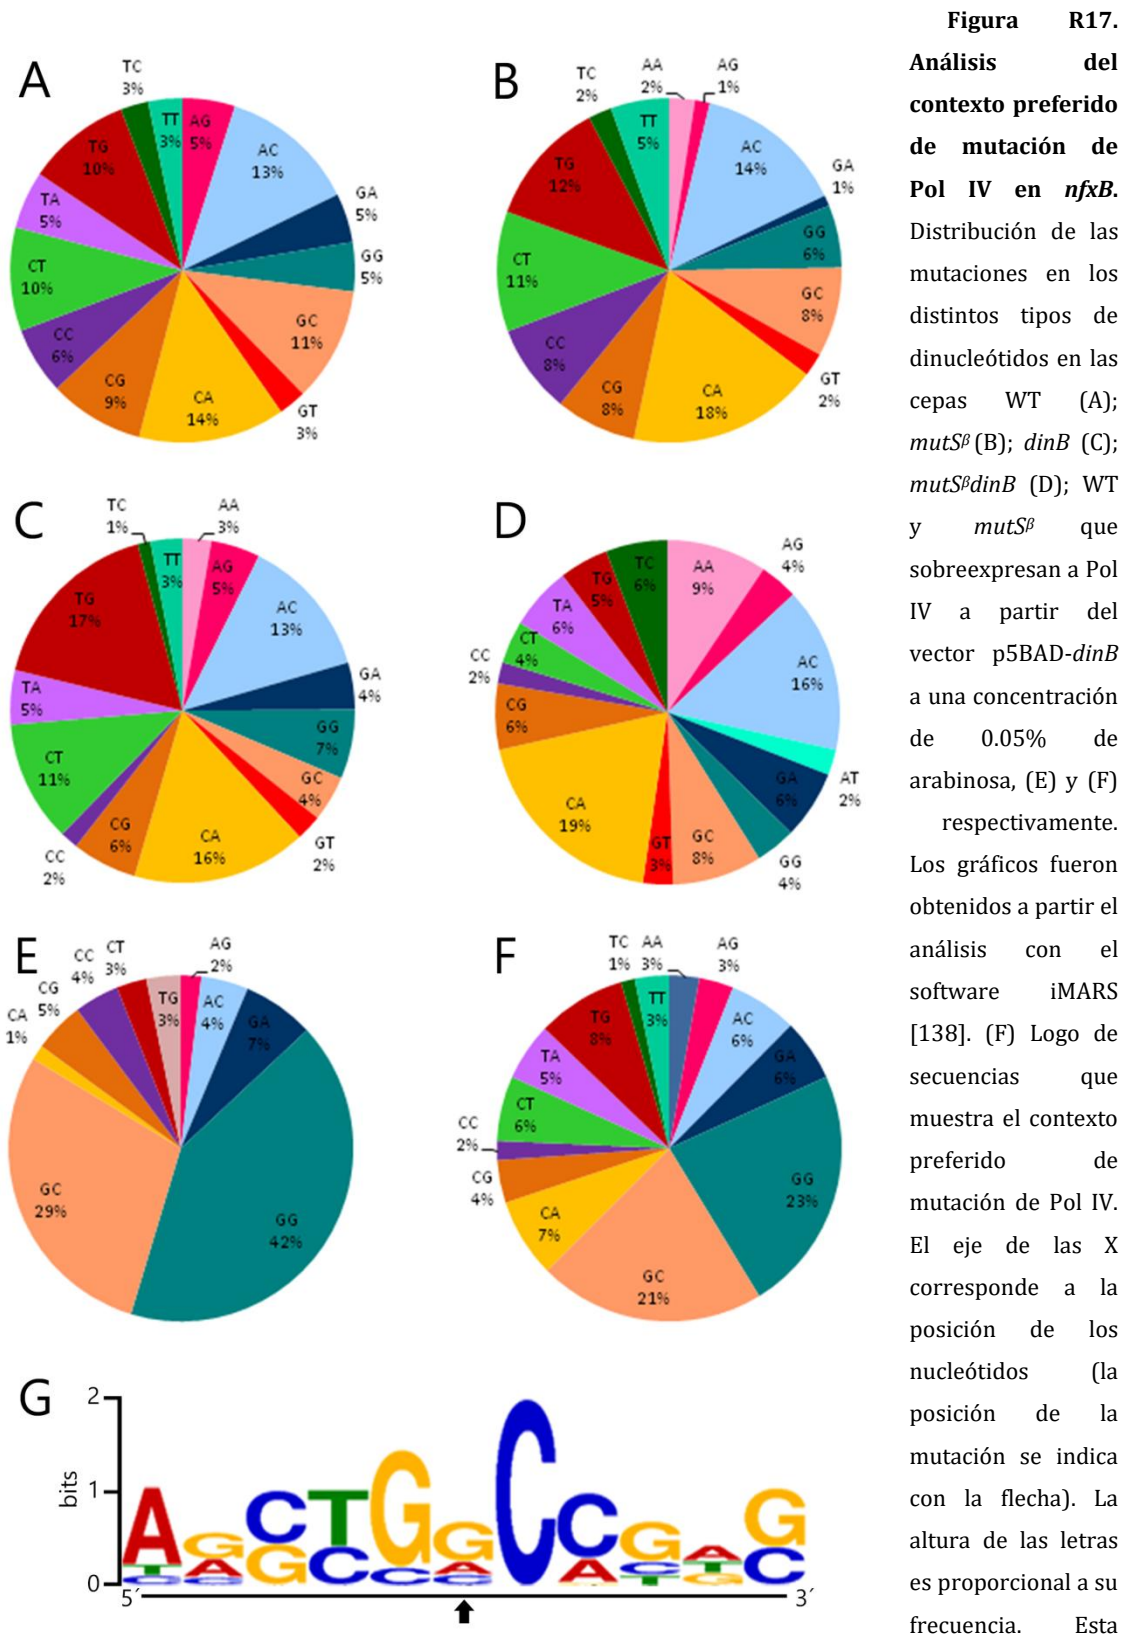 A
TC
3%
TT
3%
AG
5%
AC
13%
GA
5%
GG
5%
GC
11%
GT
3%
CA
14%
CG
9%
CC
6%
CT
10%
TA
5%
TG
10%
B
TC
2%
AA
2%
AG
1%
TT
5%
AC
14%
GA
1%
GG
6%
GC
8%
GT
2%
CA
18%
CG
8%
CC
8%
CT
11%
TG
12%
C
TC
1%
AA
3%
TT
3%
AG
5%
AC
13%
GA
4%
GG
7%
GC
4%
GT
2%
CA
16%
CG
6%
CC
2%
CT
11%
TA
5%
TG
17%
D
TC
6%
AA
9%
AG
4%
AC
16%
AT
2%
GA
6%
GG
4%
GC
8%
GT
3%
CA
19%
CG
6%
CC
2%
CT
4%
TA
6%
TG
5%
E
CC
4%
CT
3%
AG
2%
TG
3%
AC
4%
GA
7%
GG
42%
GC
29%
CA
1%
CG
5%
F
TC
1%
AA
3%
AG
3%
TT
3%
AC
6%
GA
6%
GG
23%
GC
21%
CA
7%
CG
4%
CC
2%
CT
6%
TA
5%
TG
8%
G
2
1
0
bits
5´
3´
Figura R17.
Análisis del
contexto preferido
de mutación de
Pol IV en nfxB.
Distribución de las
mutaciones en los
distintos tipos de
dinucleótidos en las
cepas WT (A);
mutSᵝ (B); dinB (C);
mutSᵝdinB (D); WT
y mutSᵝ que
sobreexpresan a Pol
IV a partir del
vector p5BAD-dinB
a una concentración
de 0.05% de
arabinosa, (E) y (F)
respectivamente.
Los gráficos fueron
obtenidos a partir el
análisis con el
software iMARS
[138]. (F) Logo de
secuencias que
muestra el contexto
preferido de
mutación de Pol IV.
El eje de las X
corresponde a la
posición de los
nucleótidos (la
posición de la
mutación se indica
con la flecha). La
altura de las letras
es proporcional a su
frecuencia. Esta